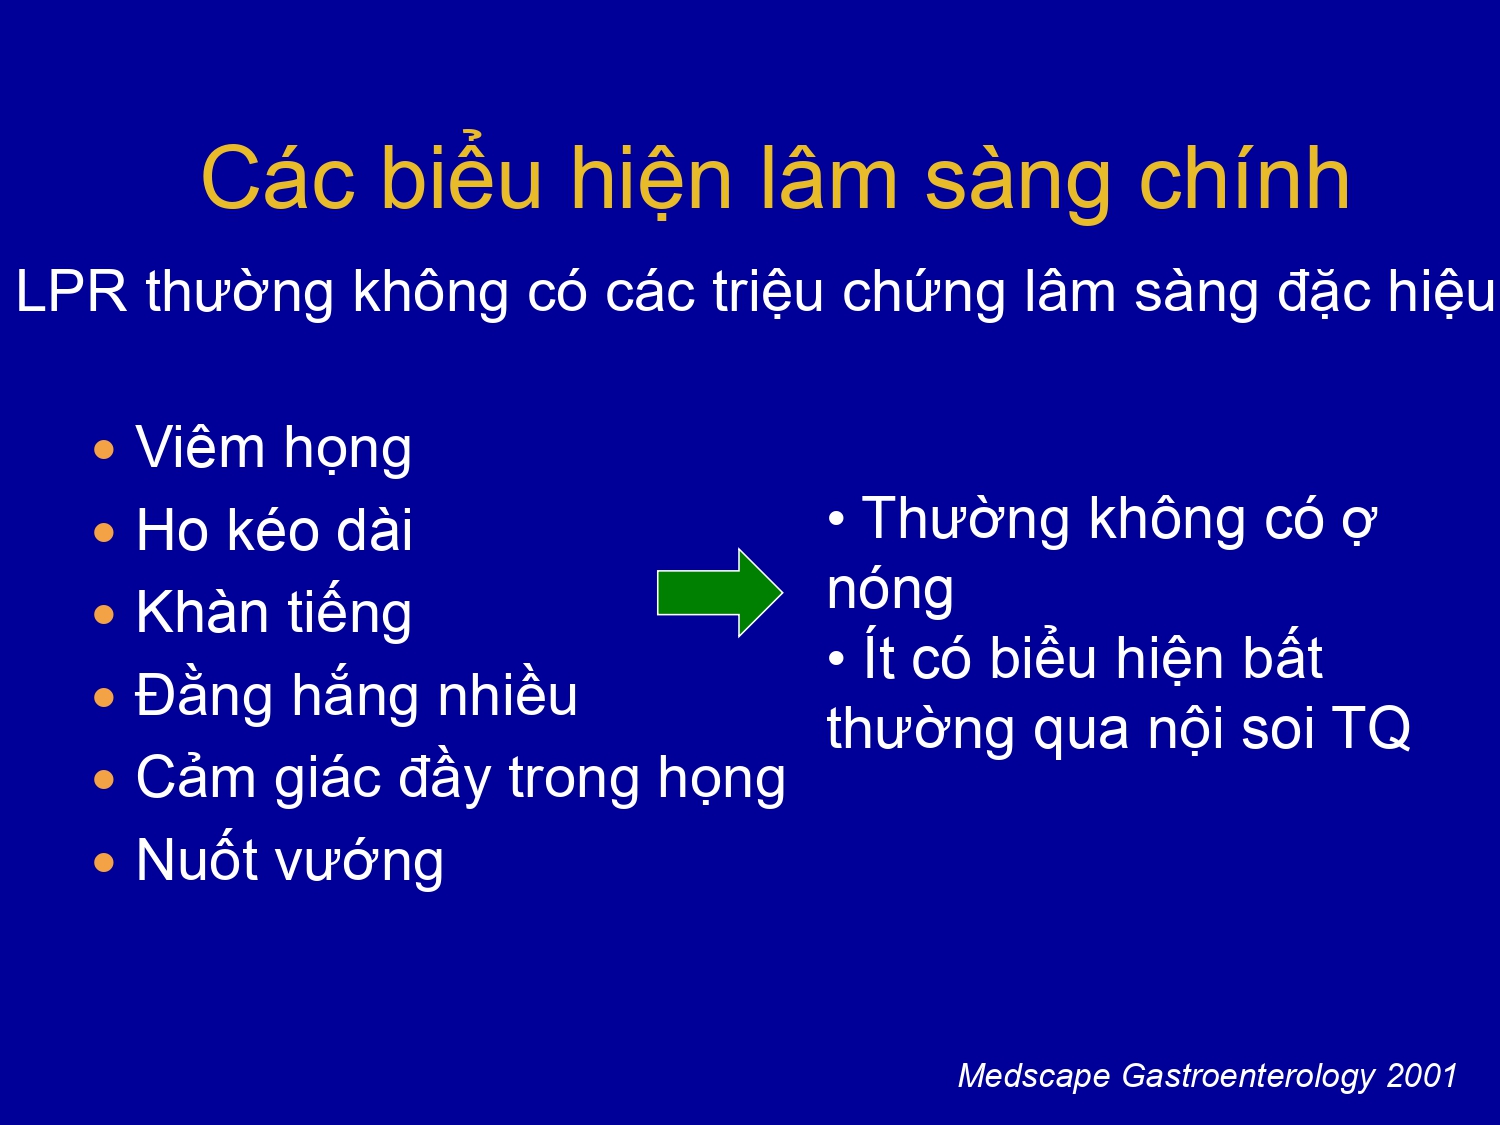 Các biểu hiện lâm sàng chính
LPR thường không có các triệu chứng lâm sàng đặc hiệu
• Viêm họng
• Ho kéo dài
• Khàn tiếng
• Đằng hắng nhiều
• Cảm giác đầy trong họng
• Nuốt vướng
• Thường không có ợ
nóng
• Ít có biểu hiện bất
thường qua nội soi TQ
Medscape Gastroenterology 2001